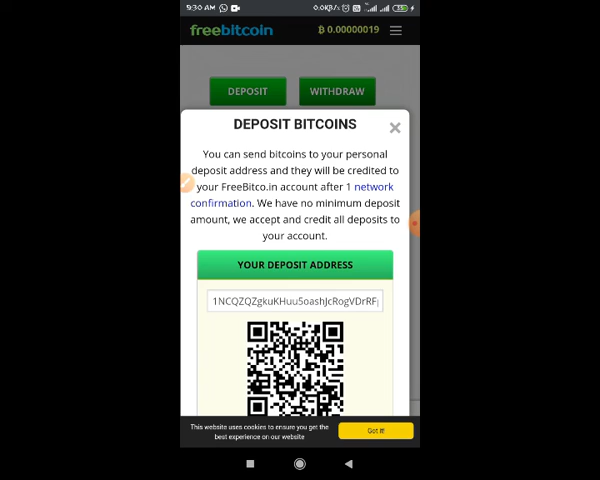 9:30 AM
0.0KB/s
35
freebitcoin
₿ 0.00000019
DEPOSIT
WITHDRAW
DEPOSIT BITCOINS
You can send bitcoins to your personal
deposit address and they will be credited to
your FreeBitco.in account after 1 network
confirmation. We have no minimum deposit
amount, we accept and credit all deposits to
your account.
YOUR DEPOSIT ADDRESS
1NCQZQZgkuKHuu5oashJcRogVDrRF
This website uses cookies to ensure you get the
best experience on our website
Got it!